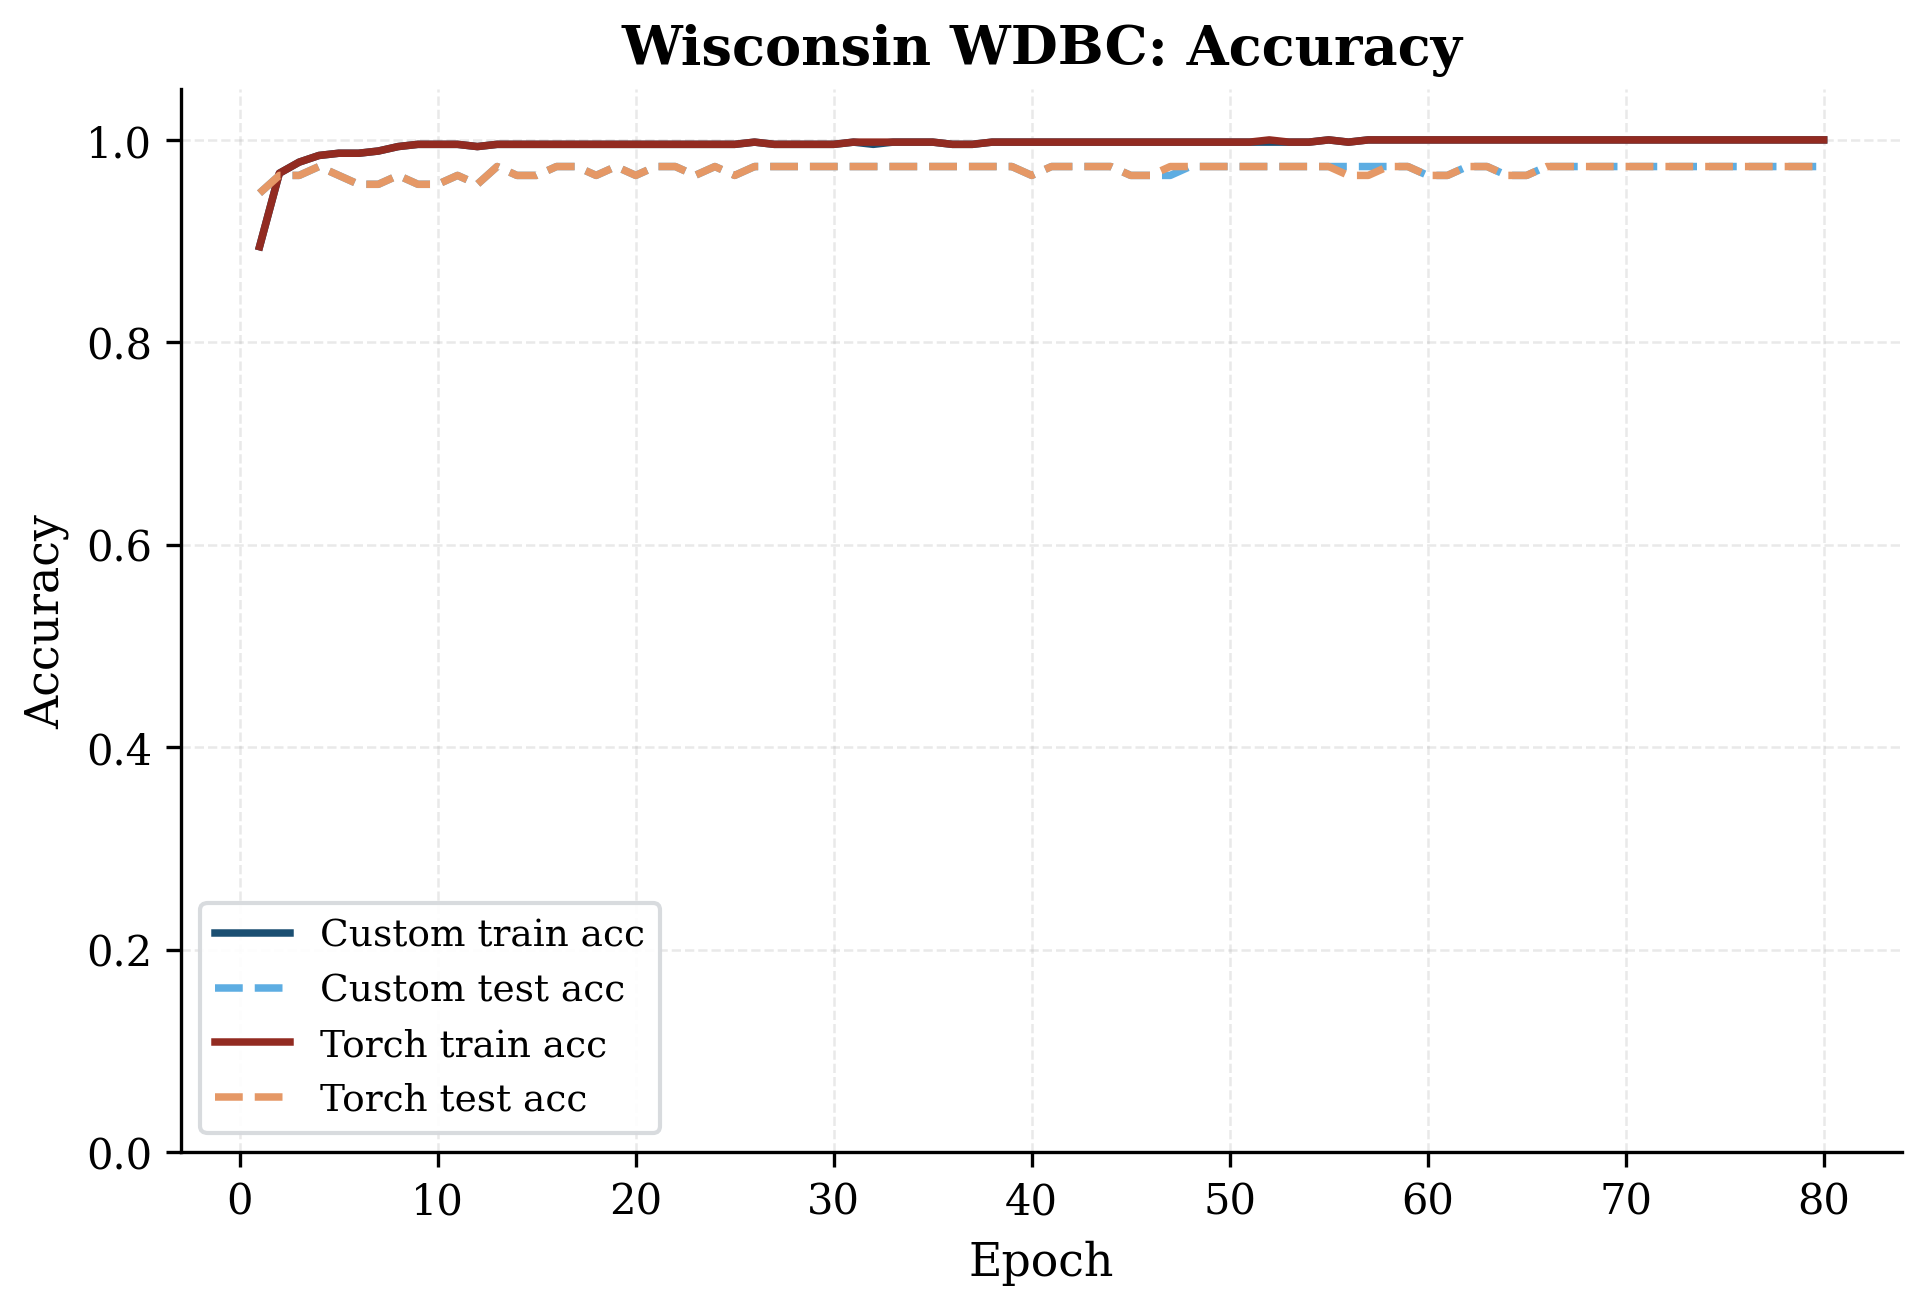 Wisconsin WDBC: Accuracy
Accuracy
1.0
0.8
0.6
0.4
0.2
0.0
Custom train acc
Custom test acc
Torch train acc
Torch test acc
0 10 20 30 40 50 60 70 80
Epoch